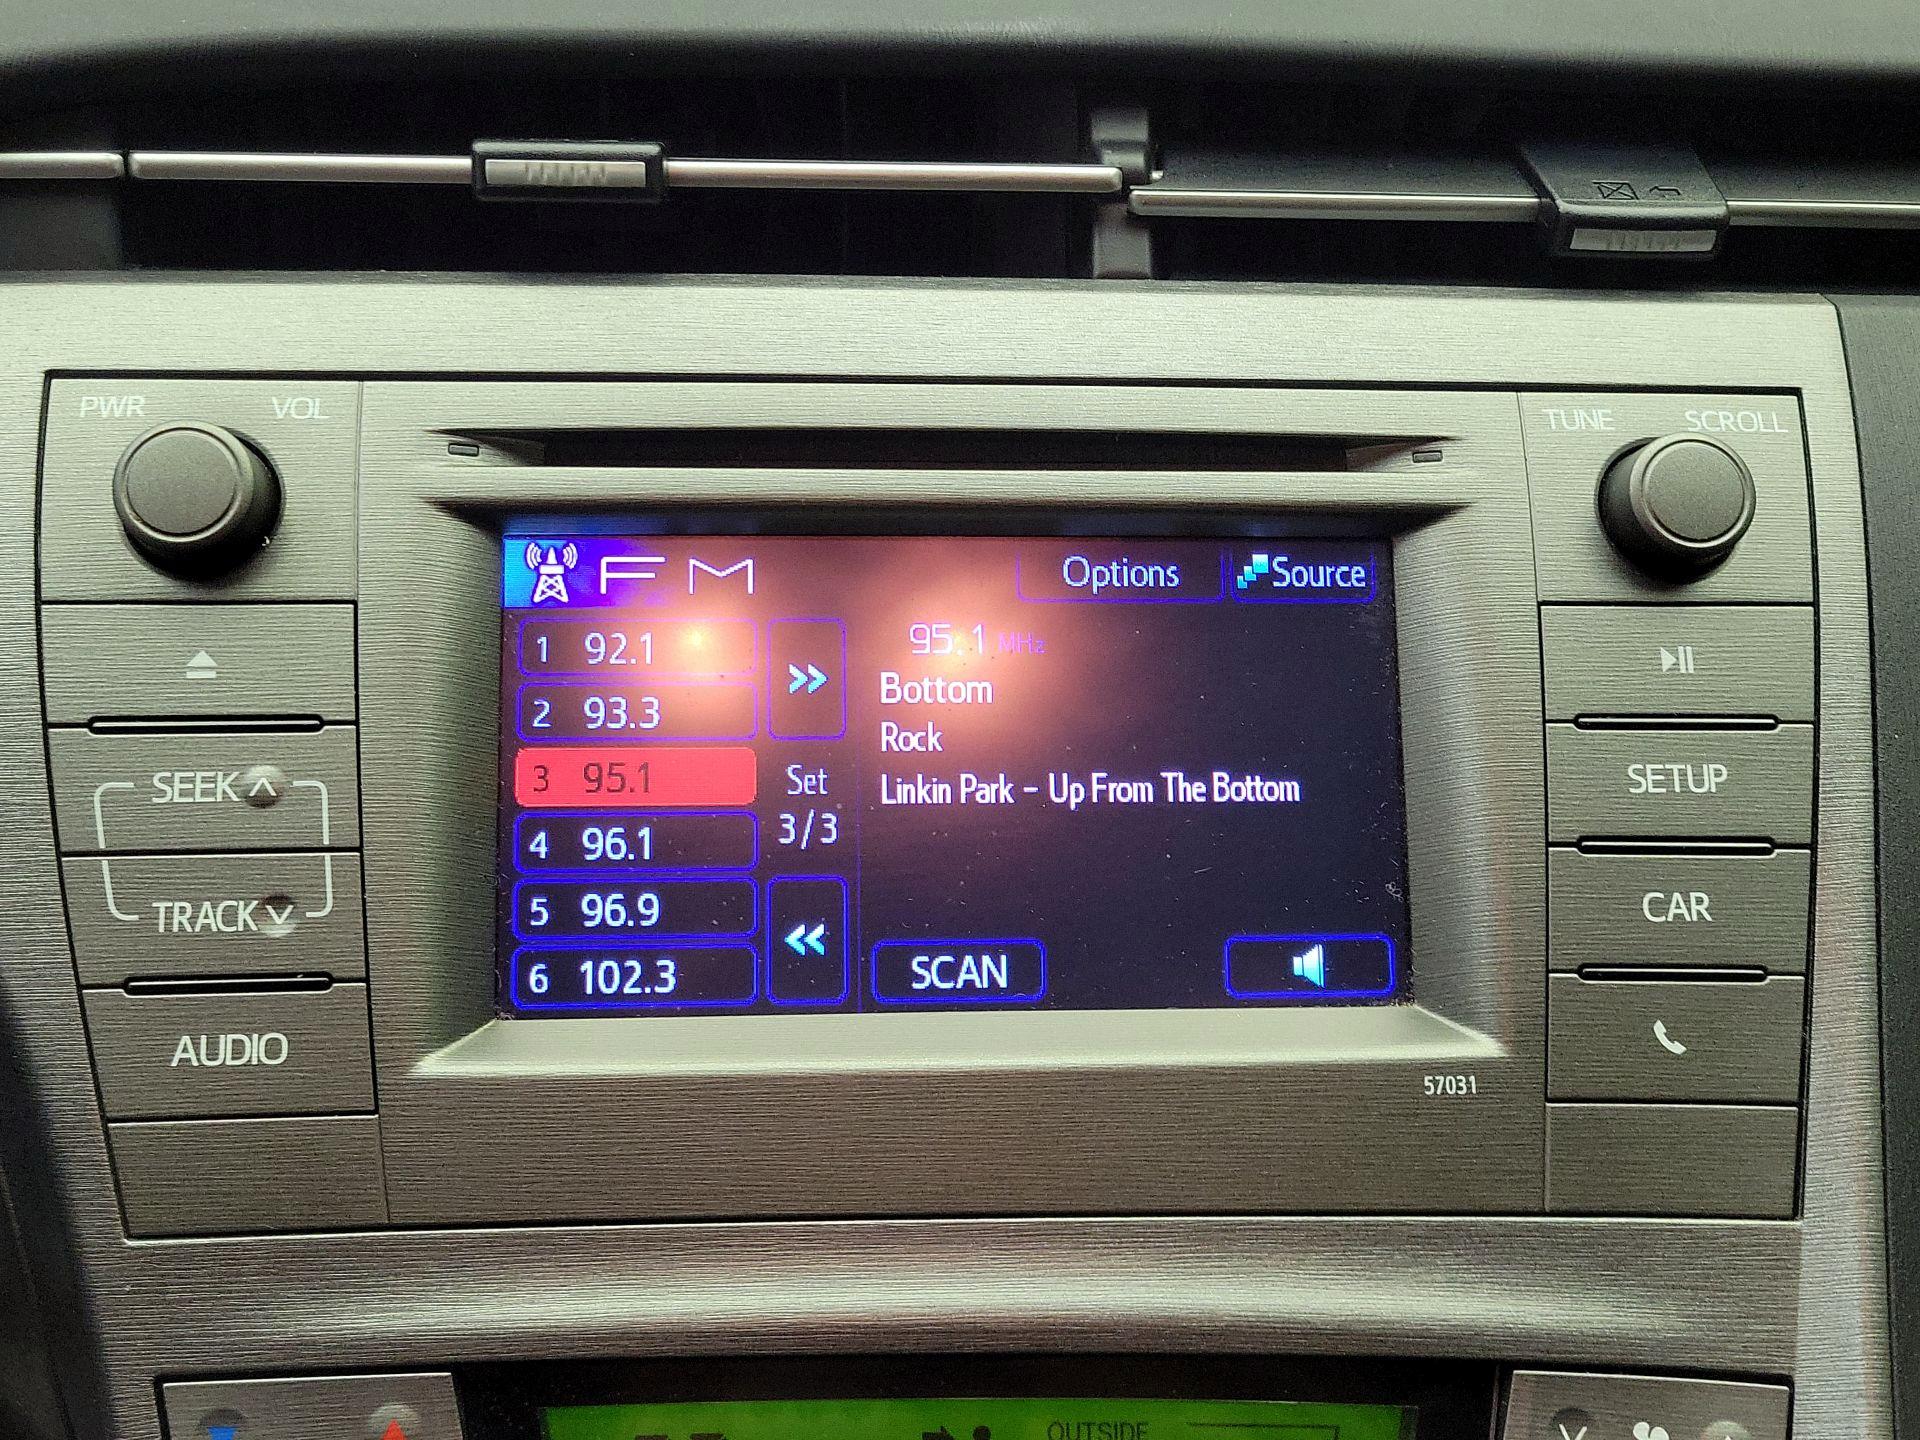 PWR VOL
TUNE SCROLL
FM
Options
Source
1 92.1
2 93.3
3 95.1
4 96.1
5 96.9
6 102.3
Set
3/3
95.1 MHz
Bottom
Rock
Linkin Park - Up From The Bottom
SCAN
SEEK
TRACK
AUDIO
SETUP
CAR
57031
OUTSIDE